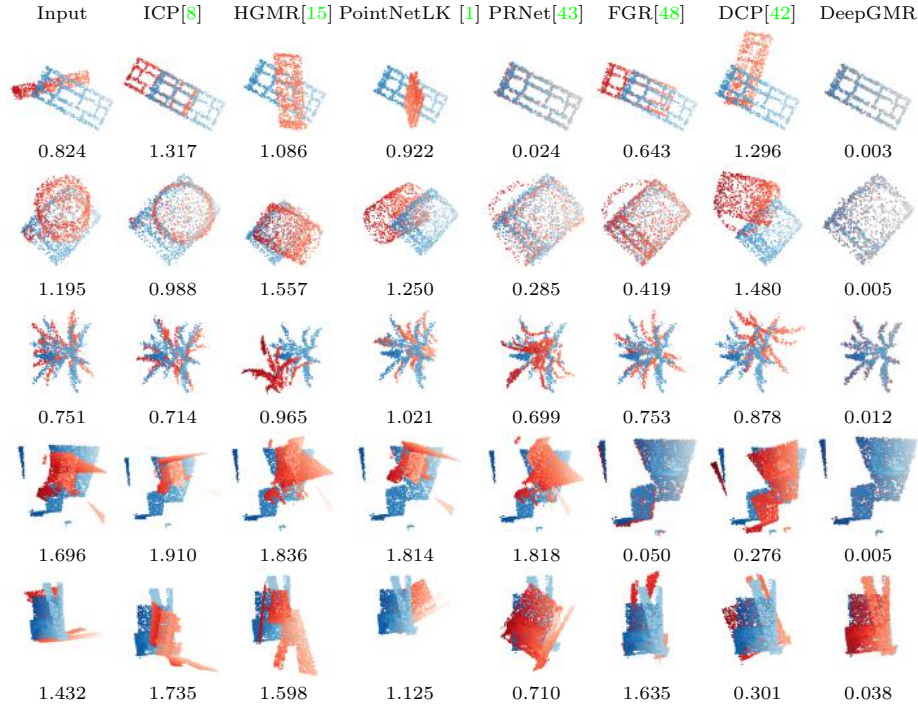 Input ICP[8] HGMR[15] PointNetLK [1] PRNet[43] FGR[48] DCP[42] DeepGMR
0.824 1.317 1.086 0.922 0.024 0.643 1.296 0.003
1.195 0.988 1.557 1.250 0.285 0.419 1.480 0.005
0.751 0.714 0.965 1.021 0.699 0.753 0.878 0.012
1.696 1.910 1.836 1.814 1.818 0.050 0.276 0.005
1.432 1.735 1.598 1.125 0.710 1.635 0.301 0.038